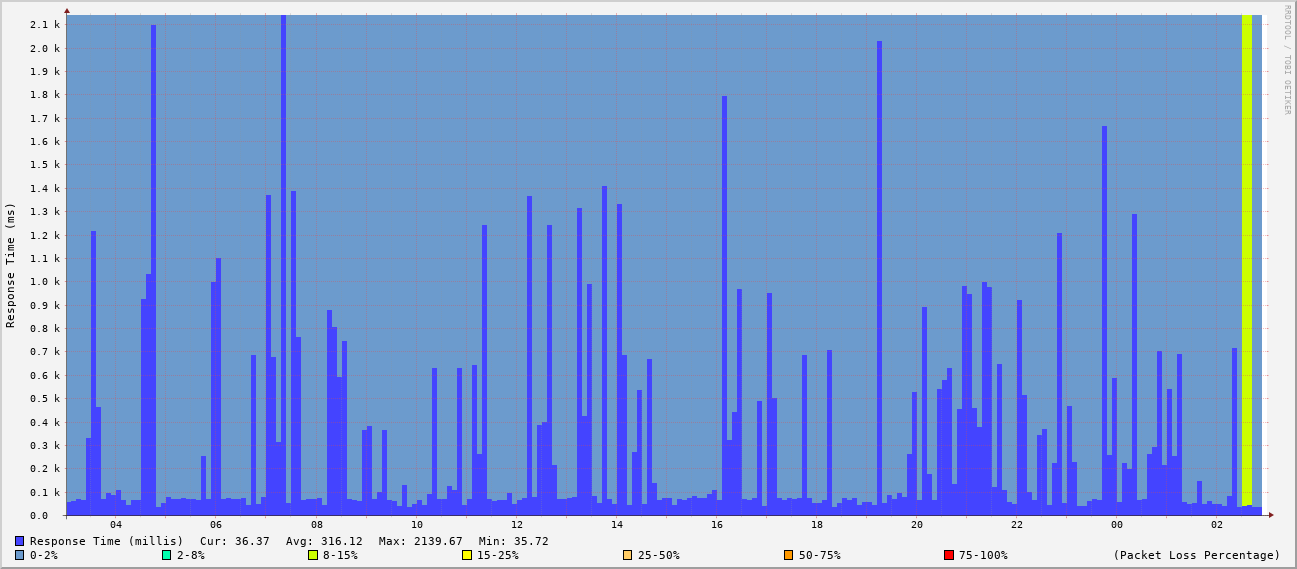 RRDTOOL / TOBI OETIKER
Response Time (ms)
2.1 k
2.0 k
1.9 k
1.8 k
1.7 k
1.6 k
1.5 k
1.4 k
1.3 k
1.2 k
1.1 k
1.0 k
0.9 k
0.8 k
0.7 k
0.6 k
0.5 k
0.4 k
0.3 k
0.2 k
0.1 k
0.0
04 06 08 10 12 14 16 18 20 22 00 02
Response Time (millis) Cur: 36.37 Avg: 316.12 Max: 2139.67 Min: 35.72
0-2% 2-8% 8-15% 15-25% 25-50% 50-75% 75-100% (Packet Loss Percentage)